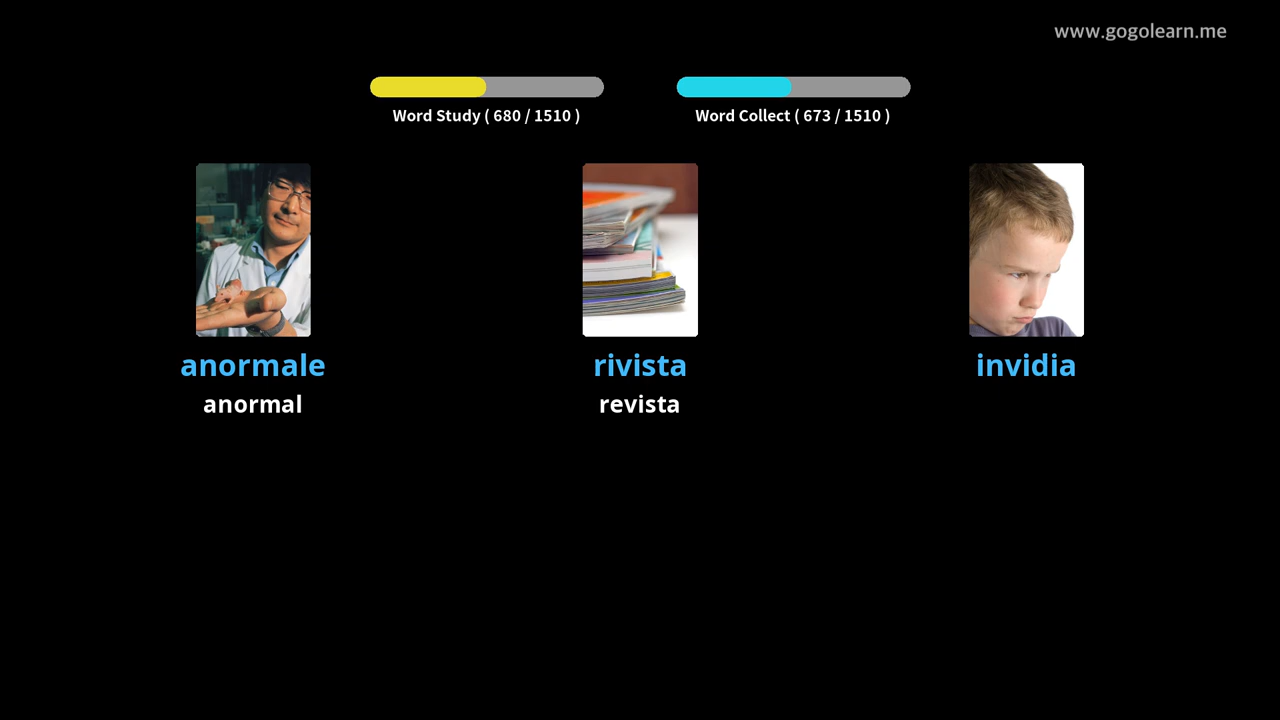 www.gogolearn.me
Word Study ( 680 / 1510 )
Word Collect ( 673 / 1510 )
anormale
rivista
invidia
anormal
revista